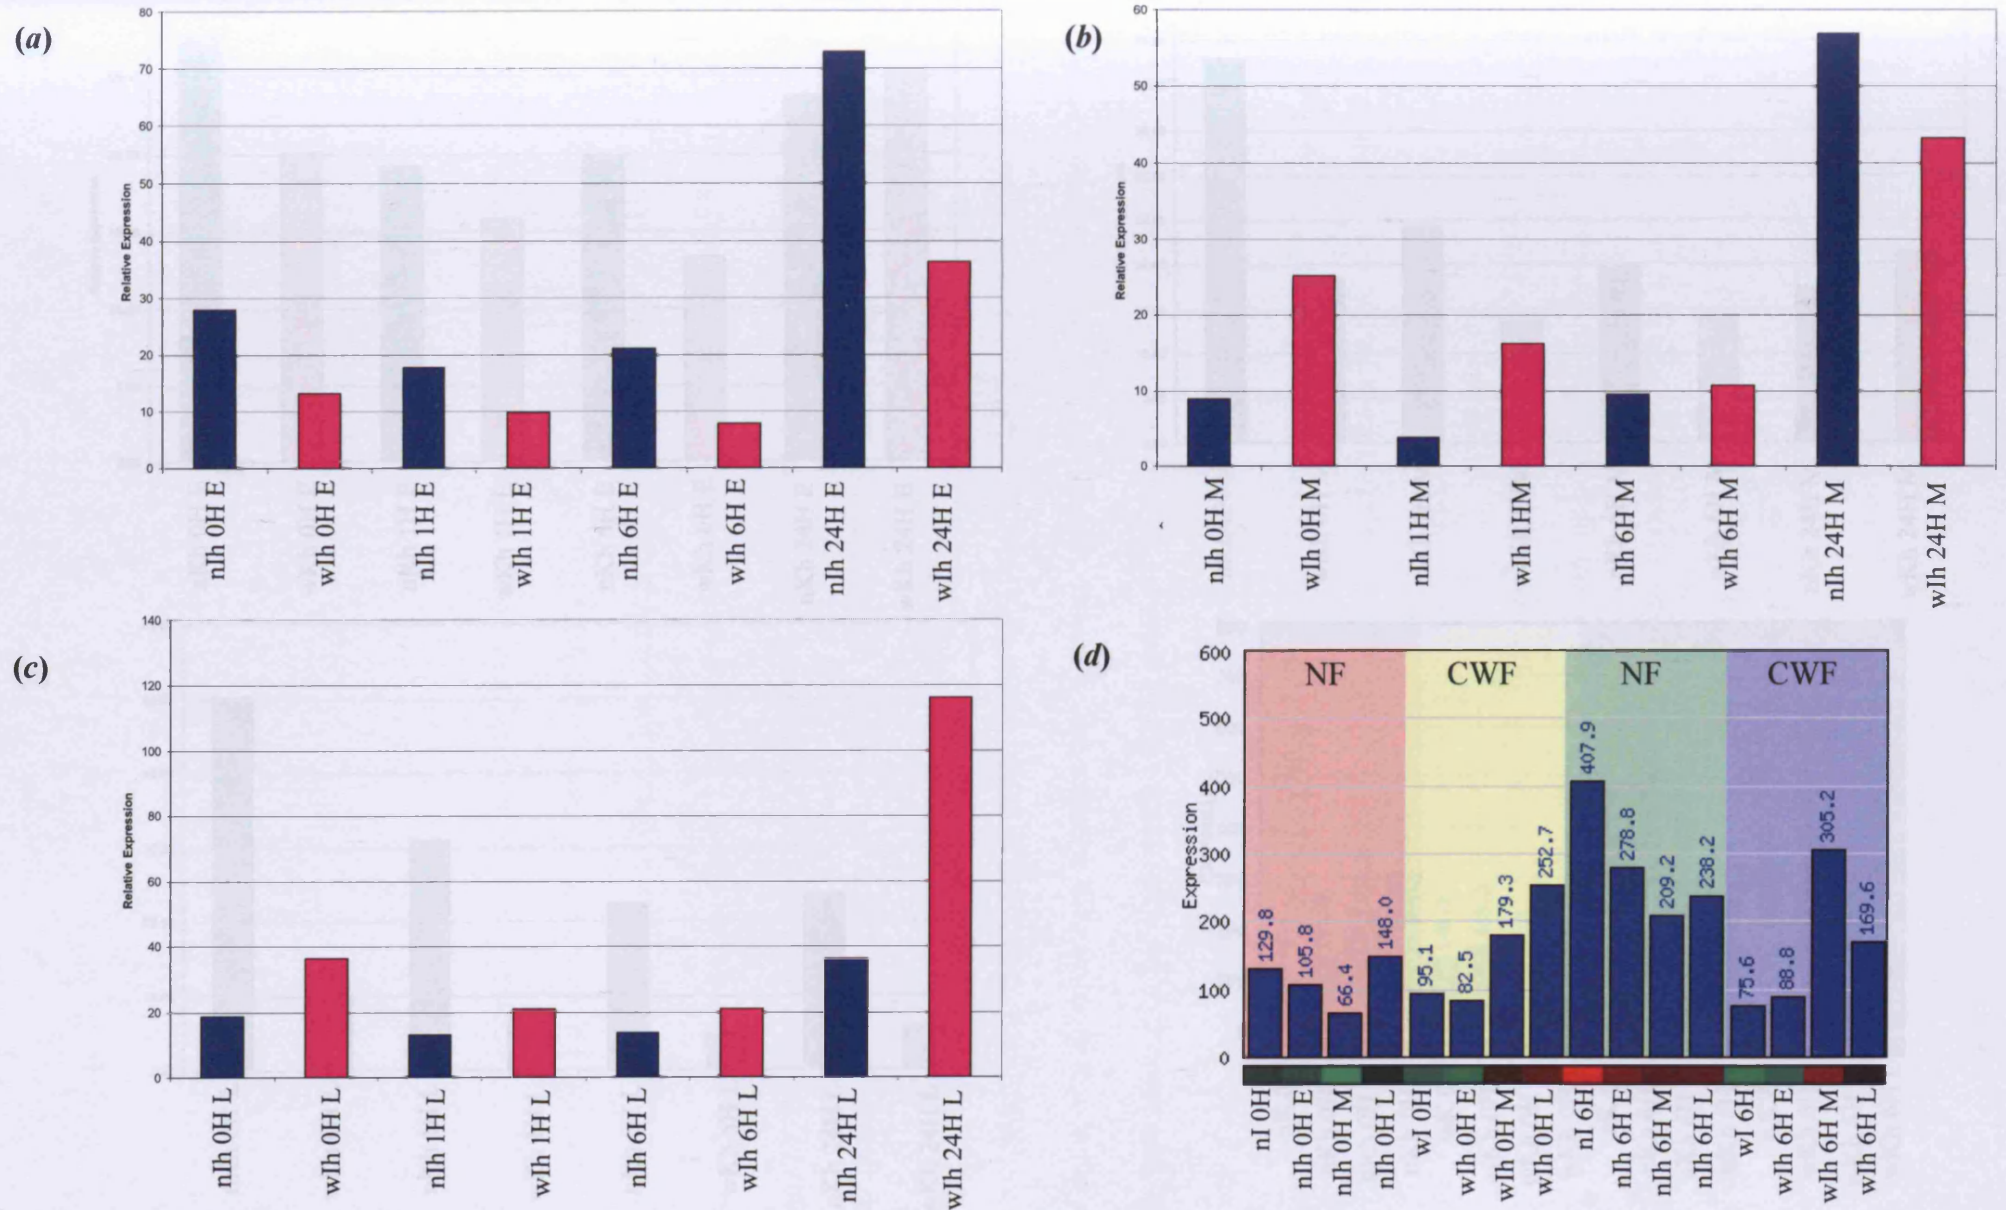 (a)
80
70
60
50
40
30
20
10
0
Relative Expression
nIh 0H E
wIh 0H E
nIh 1H E
wIh 1H E
nIh 6H E
wIh 6H E
nIh 24H E
wIh 24H E
(b)
60
50
40
30
20
10
0
Relative Expression
nIh 0H M
wIh 0H M
nIh 1HM
wIh 1HM
nIh 6H M
wIh 6H M
nIh 24H M
wIh 24H M
(c)
140
120
100
80
60
40
20
0
Relative Expression
nIh 0H L
wIh 0H L
nIh 1H L
wIh 1H L
nIh 6H L
wIh 6H L
nIh 24H L
wIh 24H L
(d)
600
500
400
300
200
100
0
Expression
NF
CWF
NF
CWF
129.8
105.8
66.4
148.0
95.1
82.5
179.3
252.7
407.9
278.8
209.2
238.2
75.6
88.8
305.2
169.6
nI 0H
nIh 0H E
nIh 0H M
nIh 0H L
wI 0H
wIh 0H E
wIh 0H M
wIh 0H L
nI 6H
nIh 6H E
nIh 6H M
nIh 6H L
wI 6H
wIh 6H E
wIh 6H M
wIh 6H L